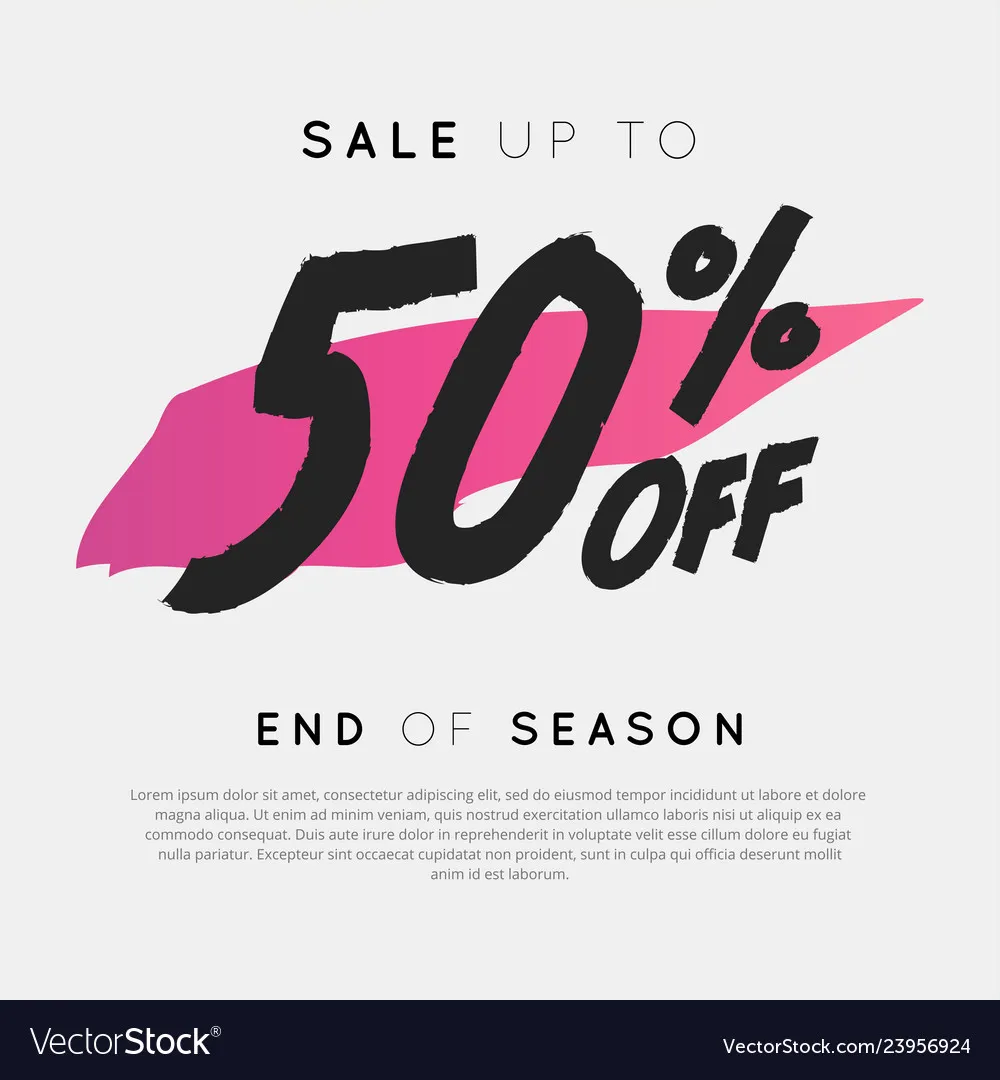 SALE UP TO
50%
OFF
END OF SEASON
Lorem ipsum dolor sit amet, consectetur adipiscing elit, sed do eiusmod tempor incididunt ut labore et dolore
magna aliqua. Ut enim ad minim veniam, quis nostrud exercitation ullamco laboris nisi ut aliquip ex ea
commodo consequat. Duis aute irure dolor in reprehenderit in voluptate velit esse cillum dolore eu fugiat
nulla pariatur. Excepteur sint occaecat cupidatat non proident, sunt in culpa qui officia deserunt mollit
anim id est laborum.
VectorStock®
VectorStock.com/23956924